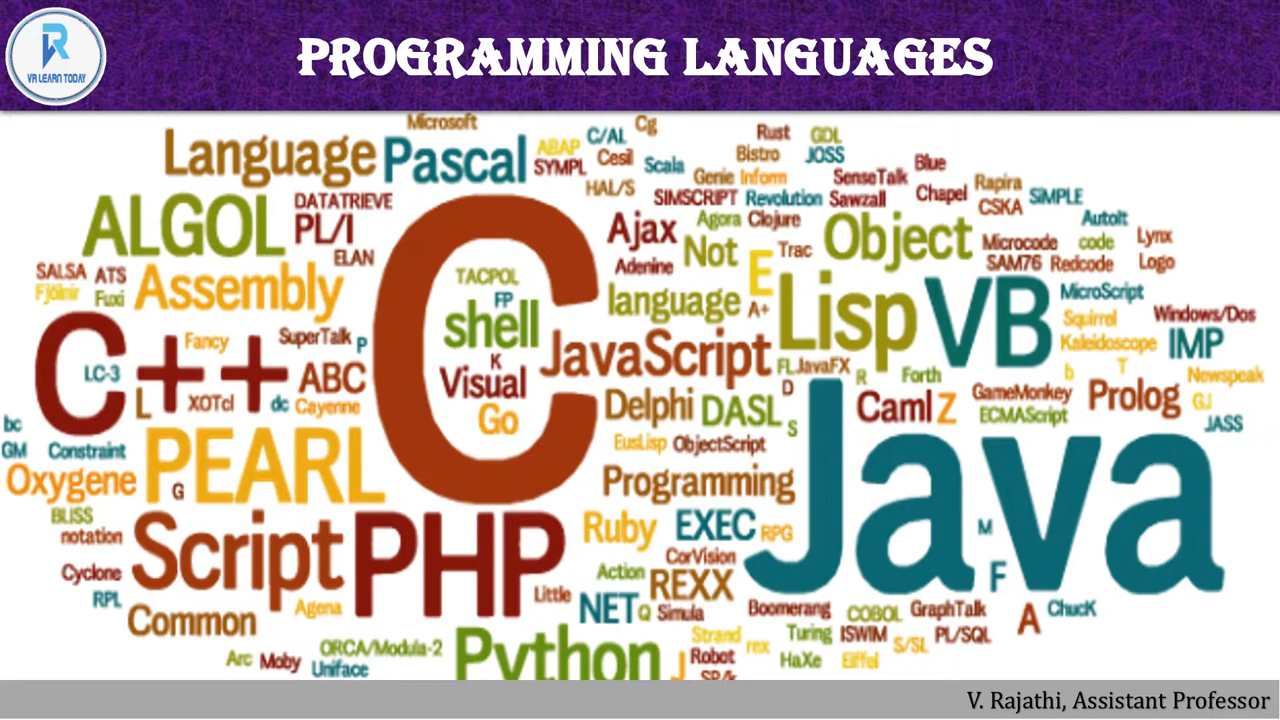 VR LEARN TODAY
PROGRAMMING LANGUAGES
Microsoft
Cg
Language
Pascal
ABAP
C/AL
Rust
GDL
SYMPL
Cesil
Scala
Bistro
JOSS
Blue
HAL/S
Genie
Inform
SenseTalk
Rapira
DATATRIEVE
SIMSCRIPT
Revolution
Sawzall
Chapel
CSKA
SiMPLE
ALGOL
PL/I
C
Ajax
Agora
Clojure
Object
AutoIt
ELAN
Not
Trac
Microcode
code
Lynx
SALSA
ATS
Assembly
TACPOL
Adenine
E
SAM76
Redcode
Logo
Fjölnir
Fuxi
FP
language
A+
Lisp
VB
MicroScript
C++
Fancy
SuperTalk
P
shell
JavaScript
Squirrel
Windows/Dos
LC-3
ABC
K
Visual
FL
JavaFX
R
Forth
Kaleidoscope
IMP
b
T
Newspeak
L
XOTcl
dc
Cayenne
Go
Delphi
DASL
D
S
Caml
Z
GameMonkey
ECMAScript
Prolog
GJ
JASS
bc
GM
Constraint
PEARL
EusLisp
ObjectScript
Java
Oxygene
G
Programming
BLISS
notation
Script
PHP
Ruby
EXEC
RPG
M
Cyclone
CorVision
F
RPL
Action
REXX
Little
Common
Agena
NET
Q
Simula
Boomerang
COBOL
GraphTalk
A
ChucK
ORCA/Modula-2
Python
Strand
rex
Turing
ISWIM
S/SL
PL/SQL
Arc
Moby
Uniface
J
Robot
HaXe
Eiffel
V. Rajathi, Assistant Professor